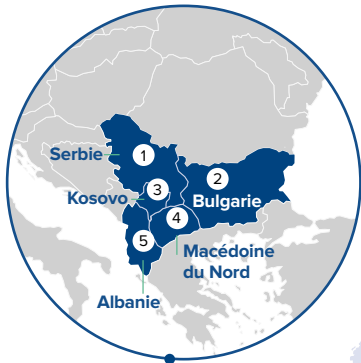 Serbie
1
2
Kosovo
3
Bulgarie
4
5
Macédoine
du Nord
Albanie